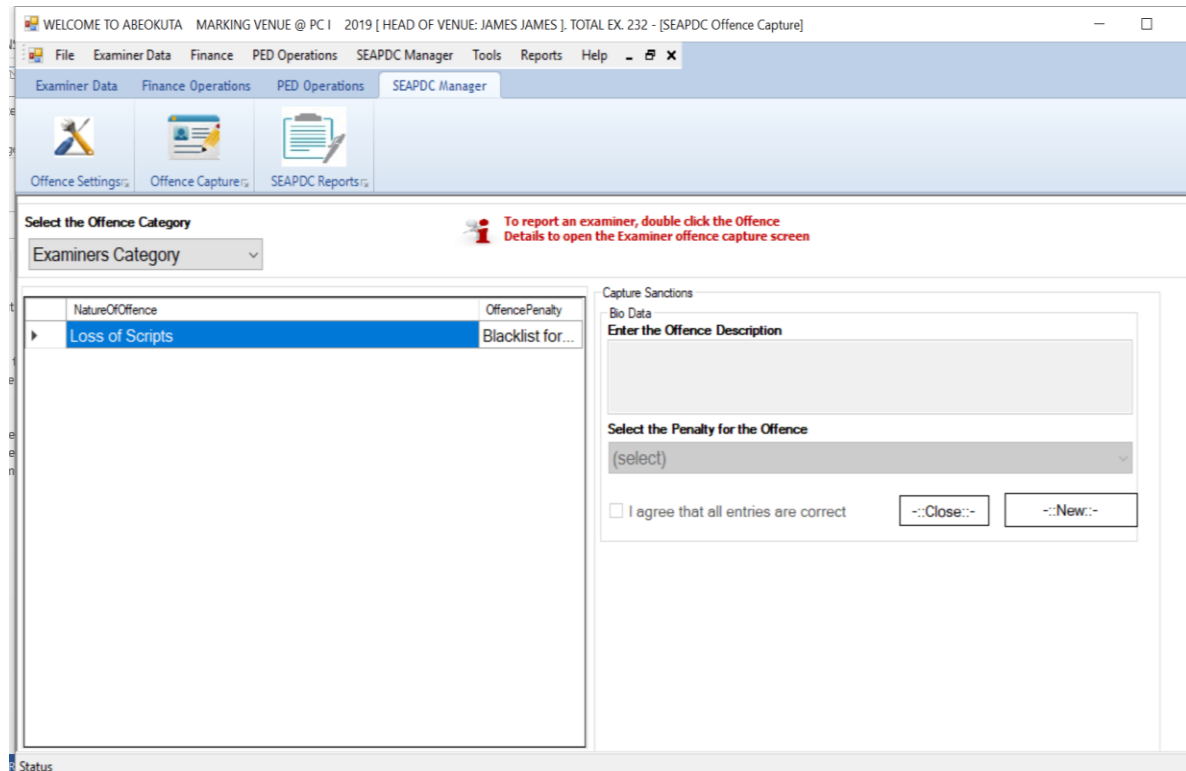 WELCOME TO ABEOKUTA MARKING VENUE @ PC I 2019 [ HEAD OF VENUE: JAMES JAMES ]. TOTAL EX. 232 - [SEAPDC Offence Capture]
File Examiner Data Finance PED Operations SEAPDC Manager Tools Reports Help
Examiner Data Finance Operations PED Operations SEAPDC Manager
Offence Settings Offence Capture SEAPDC Reports
Select the Offence Category
To report an examiner, double click the Offence
Details to open the Examiner offence capture screen
Examiners Category
NatureOfOffence OffencePenalty
Loss of Scripts Blacklist for...
Capture Sanctions
Bio Data
Enter the Offence Description
Select the Penalty for the Offence
(select)
I agree that all entries are correct -::Close::- -::New::-
Status